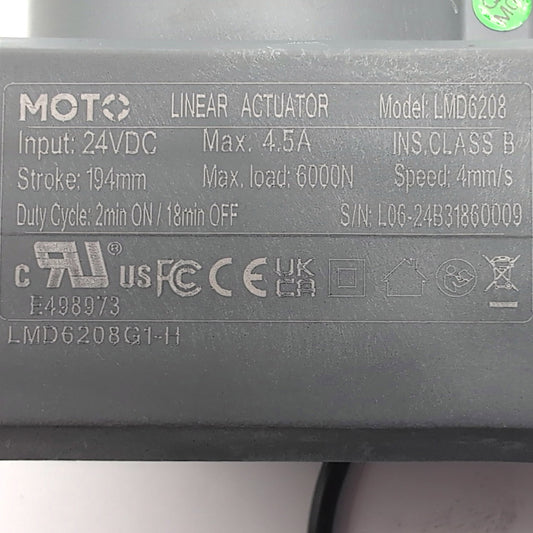 MOTO LINEAR ACTUATOR Model: LMD6208
Input: 24VDC Max. 4.5A INS.CLASS B
Stroke: 194mm Max. load: 6000N Speed: 4mm/s
Duty Cycle: 2min ON / 18min OFF S/N: L06-24B31860009
c RU ® US FC CE UK CA
E498973
LMD6208G1-H